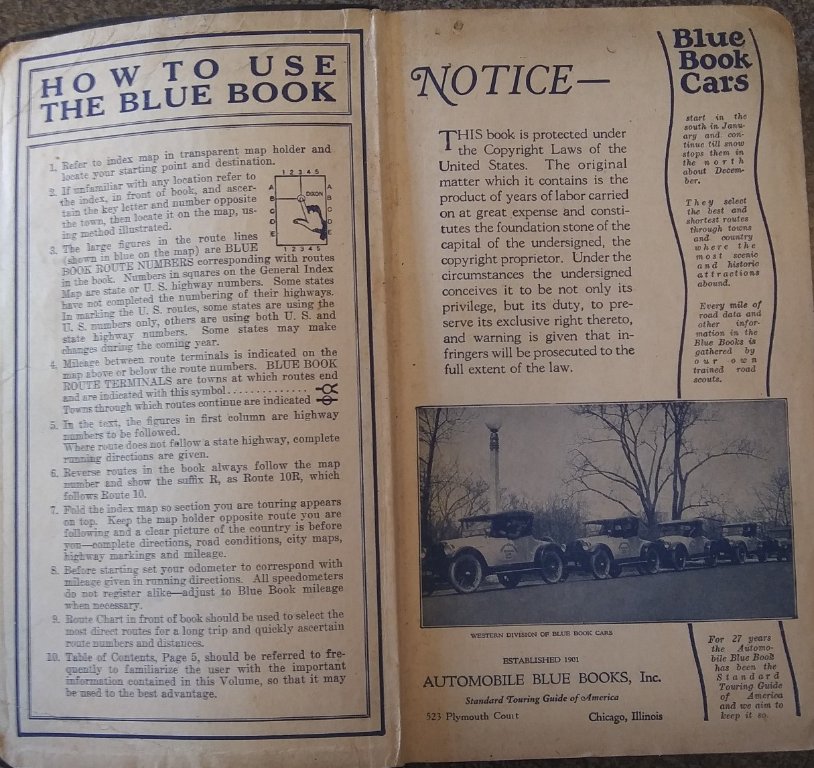 HOW TO USE
THE BLUE BOOK
1. Refer to index map in transparent map holder and
locate your starting point and destination.
2. If unfamiliar with any location refer to
the index, in front of book, and ascer-
tain the key letter and number opposite
the town, then locate it on the map, us-
ing method illustrated.
1 2 3 4 5
A
B
C
D
E
DIXON
A
B
C
D
E
1 2 3 4 5
3. The large figures in the route lines
(shown in blue on the map) are BLUE
BOOK ROUTE NUMBERS corresponding with routes
in the book. Numbers in squares on the General Index
Map are state or U. S. highway numbers. Some states
have not completed the numbering of their highways.
In marking the U. S. routes, some states are using the
U. S. numbers only, others are using both U. S. and
state highway numbers. Some states may make
changes during the coming year.
4. Mileage between route terminals is indicated on the
map above or below the route numbers. BLUE BOOK
ROUTE TERMINALS are towns at which routes end
and are indicated with this symbol..............
Towns through which routes continue are indicated
5. In the text, the figures in first column are highway
numbers to be followed.
Where route does not follow a state highway, complete
running directions are given.
6. Reverse routes in the book always follow the map
number and show the suffix R, as Route 10R, which
follows Route 10.
7. Fold the index map so section you are touring appears
on top. Keep the map holder opposite route you are
following and a clear picture of the country is before
you—complete directions, road conditions, city maps,
highway markings and mileage.
8. Before starting set your odometer to correspond with
mileage given in running directions. All speedometers
do not register alike—adjust to Blue Book mileage
when necessary.
9. Route Chart in front of book should be used to select the
most direct routes for a long trip and quickly ascertain
route numbers and distances.
10. Table of Contents, Page 5, should be referred to fre-
quently to familiarize the user with the important
information contained in this Volume, so that it may
be used to the best advantage.
NOTICE—
THIS book is protected under
the Copyright Laws of the
United States. The original
matter which it contains is the
product of years of labor carried
on at great expense and consti-
tutes the foundation stone of the
capital of the undersigned, the
copyright proprietor. Under the
circumstances the undersigned
conceives it to be not only its
privilege, but its duty, to pre-
serve its exclusive right thereto,
and warning is given that in-
fringers will be prosecuted to the
full extent of the law.
Blue
Book
Cars
start in the
south in Janu-
ary and con-
tinue till snow
stops them in
the north
about Decem-
ber.
They select
the best and
shortest routes
through towns
and country
where the
most scenic
and historic
attractions
abound.
Every mile of
road data and
other infor-
mation in the
Blue Books is
gathered by
our own
trained road
scouts.
WESTERN DIVISION OF BLUE BOOK CARS
ESTABLISHED 1901
AUTOMOBILE BLUE BOOKS, Inc.
Standard Touring Guide of America
523 Plymouth Court Chicago, Illinois
For 27 years
the Automo-
bile Blue Book
has been the
Standard
Touring Guide
of America
and we aim to
keep it so.